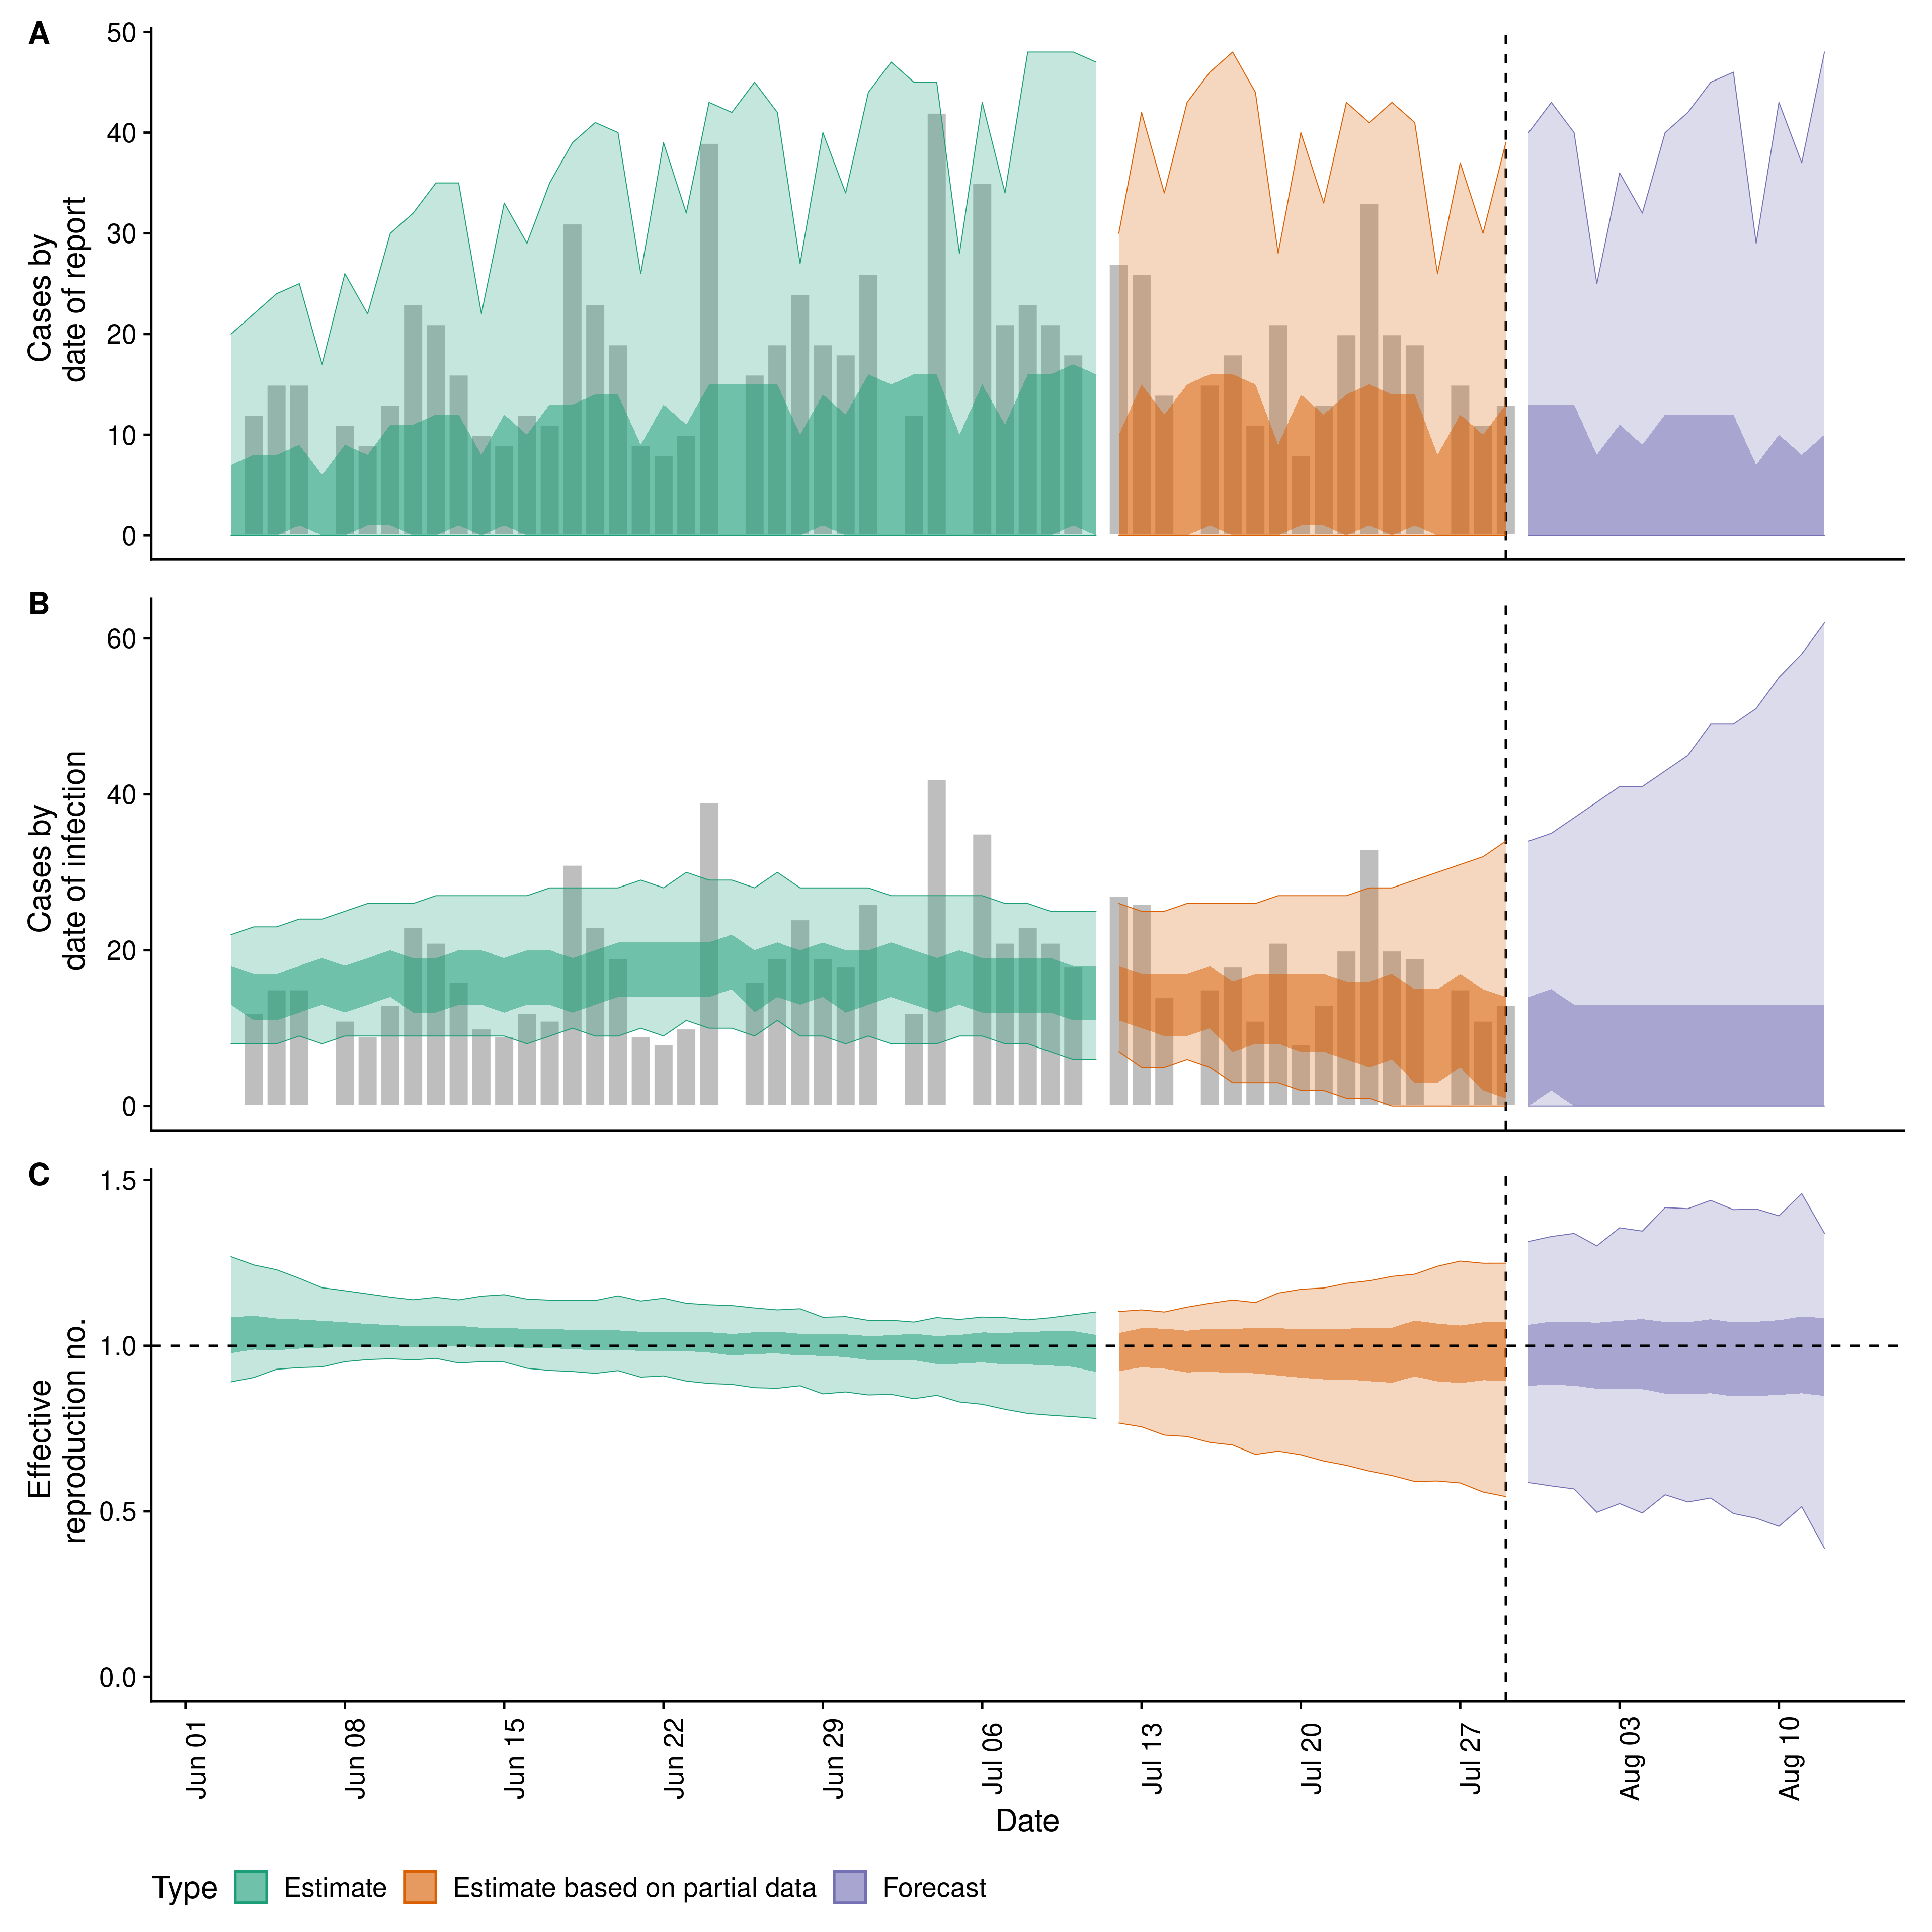 A
50
40
30
20
10
0
Cases by
date of report
B
60
40
20
0
Cases by
date of infection
C
1.5
1.0
0.5
0.0
Effective
reproduction no.
Jun 01
Jun 08
Jun 15
Jun 22
Jun 29
Jul 06
Jul 13
Jul 20
Jul 27
Aug 03
Aug 10
Date
Type
Estimate
Estimate based on partial data
Forecast